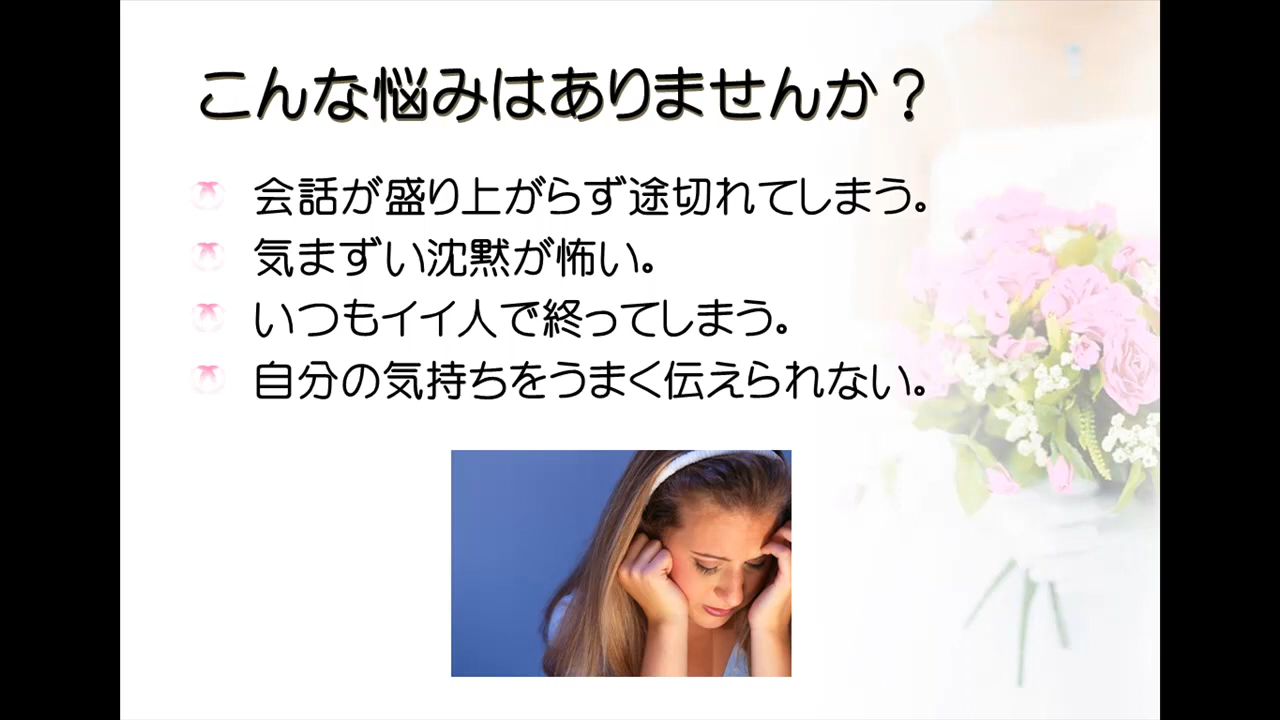 こんな悩みはありませんか？
会話が盛り上がらず途切れてしまう。
気まずい沈黙が怖い。
いつもイイ人で終ってしまう。
自分の気持ちをうまく伝えられない。